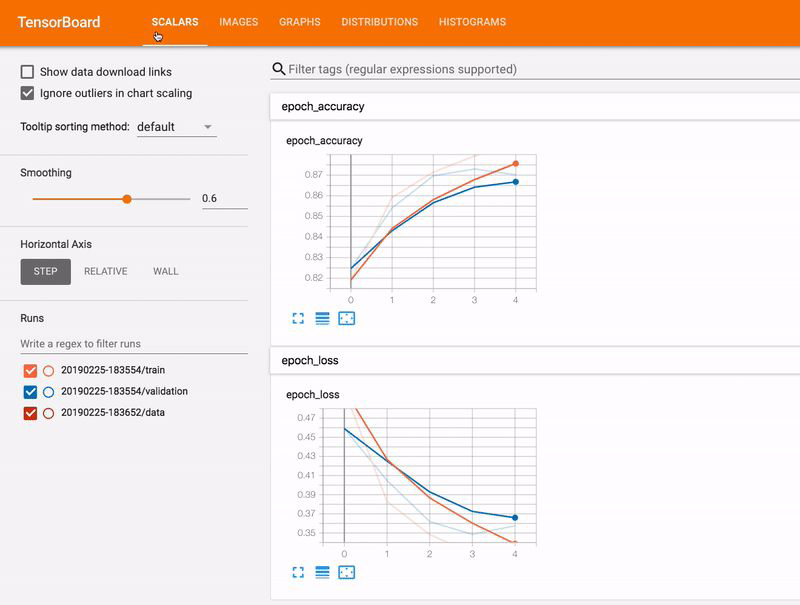 TensorBoard SCALARS IMAGES GRAPHS DISTRIBUTIONS HISTOGRAMS
Show data download links
Ignore outliers in chart scaling
Tooltip sorting method: default
Smoothing
0.6
Horizontal Axis
STEP RELATIVE WALL
Runs
Write a regex to filter runs
20190225-183554/train
20190225-183554/validation
20190225-183652/data
Filter tags (regular expressions supported)
epoch_accuracy
epoch_accuracy
0.87
0.86
0.85
0.84
0.83
0.82
0 1 2 3 4
epoch_loss
epoch_loss
0.47
0.45
0.43
0.41
0.39
0.37
0.35
0 1 2 3 4